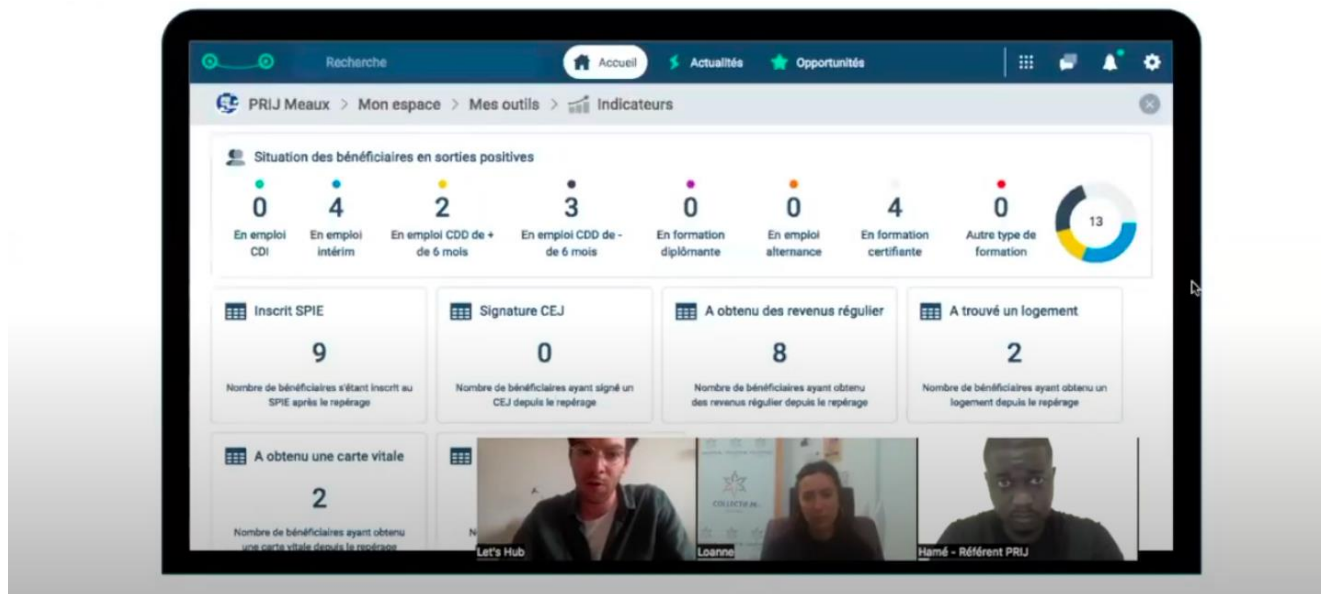 Recherche
Accueil
Actualités
Opportunités
PRIJ Meaux > Mon espace > Mes outils > Indicateurs
Situation des bénéficiaires en sorties positives
0 4 2 3 0 0 4 0
En emploi CDI
En emploi intérim
En emploi CDD de + de 6 mois
En emploi CDD de - de 6 mois
En formation diplômante
En emploi alternance
En formation certifiante
Autre type de formation
13
Inscrit SPIE
9
Nombre de bénéficiaires s'étant inscrit au
SPIE après le repérage
Signature CEJ
0
Nombre de bénéficiaires ayant signé un
CEJ depuis le repérage
A obtenu des revenus régulier
8
Nombre de bénéficiaires ayant obtenu
des revenus régulier depuis le repérage
A trouvé un logement
2
Nombre de bénéficiaires ayant obtenu un
logement depuis le repérage
A obtenu une carte vitale
2
Nombre de bénéficiaires ayant obtenu
une carte vitale depuis le repérage
N
Let's Hub
Loanne
Hamé - Référent PRIJ